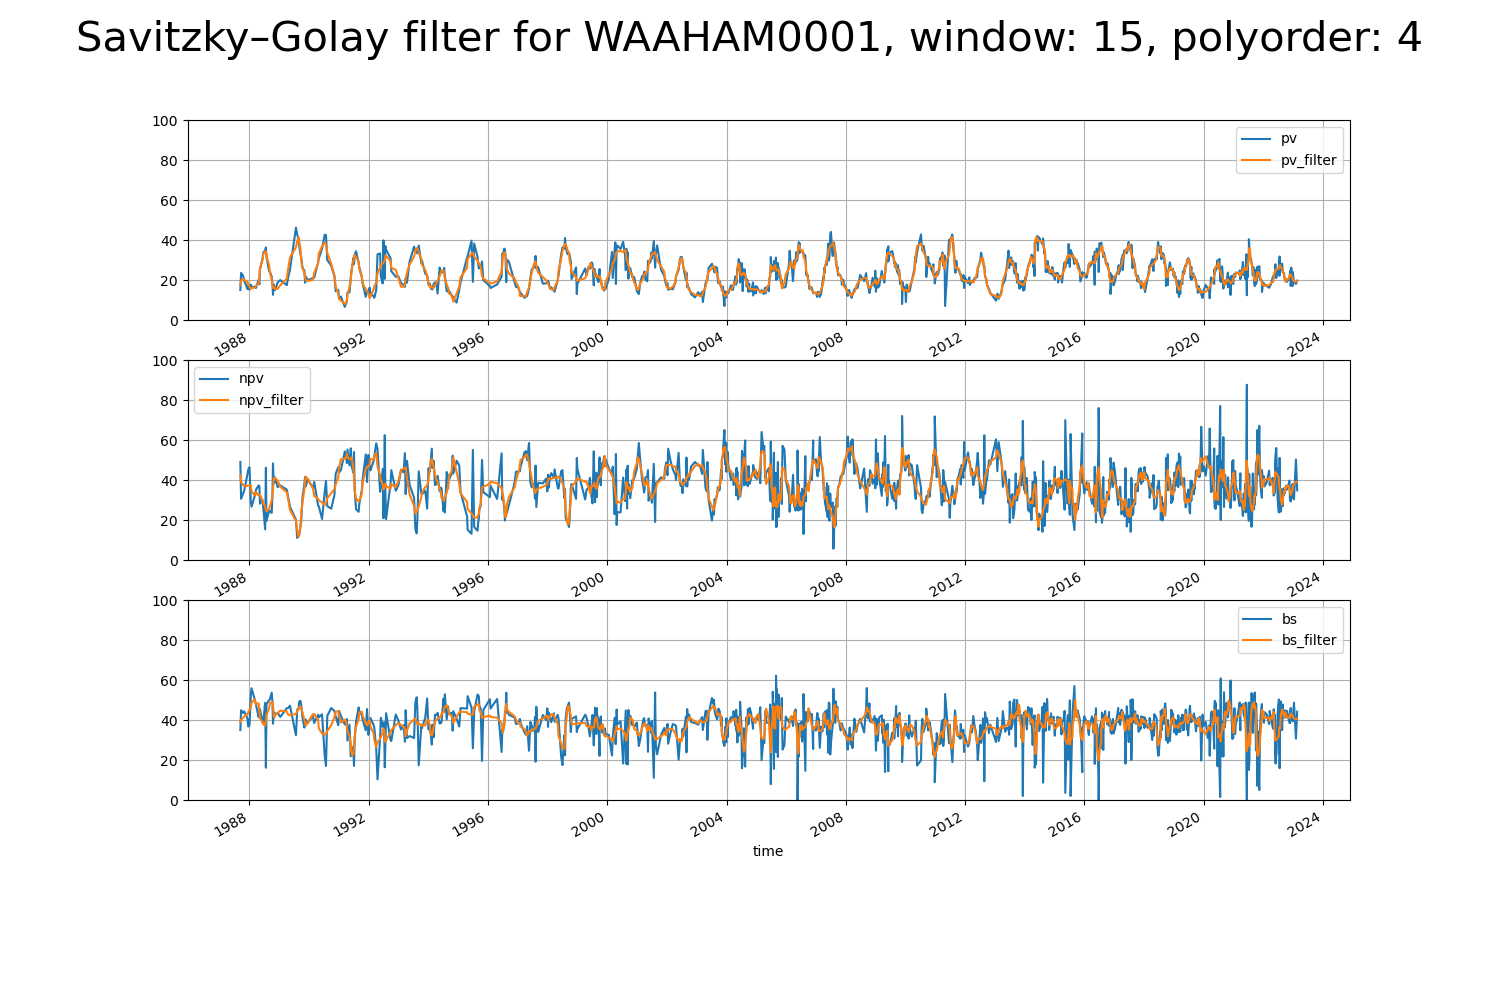 Savitzky–Golay filter for WAAHAM0001, window: 15, polyorder: 4
100
80
60
40
20
0
pv
pv_filter
1988 1992 1996 2000 2004 2008 2012 2016 2020 2024
100
80
60
40
20
0
npv
npv_filter
1988 1992 1996 2000 2004 2008 2012 2016 2020 2024
100
80
60
40
20
0
bs
bs_filter
1988 1992 1996 2000 2004 2008 2012 2016 2020 2024
time